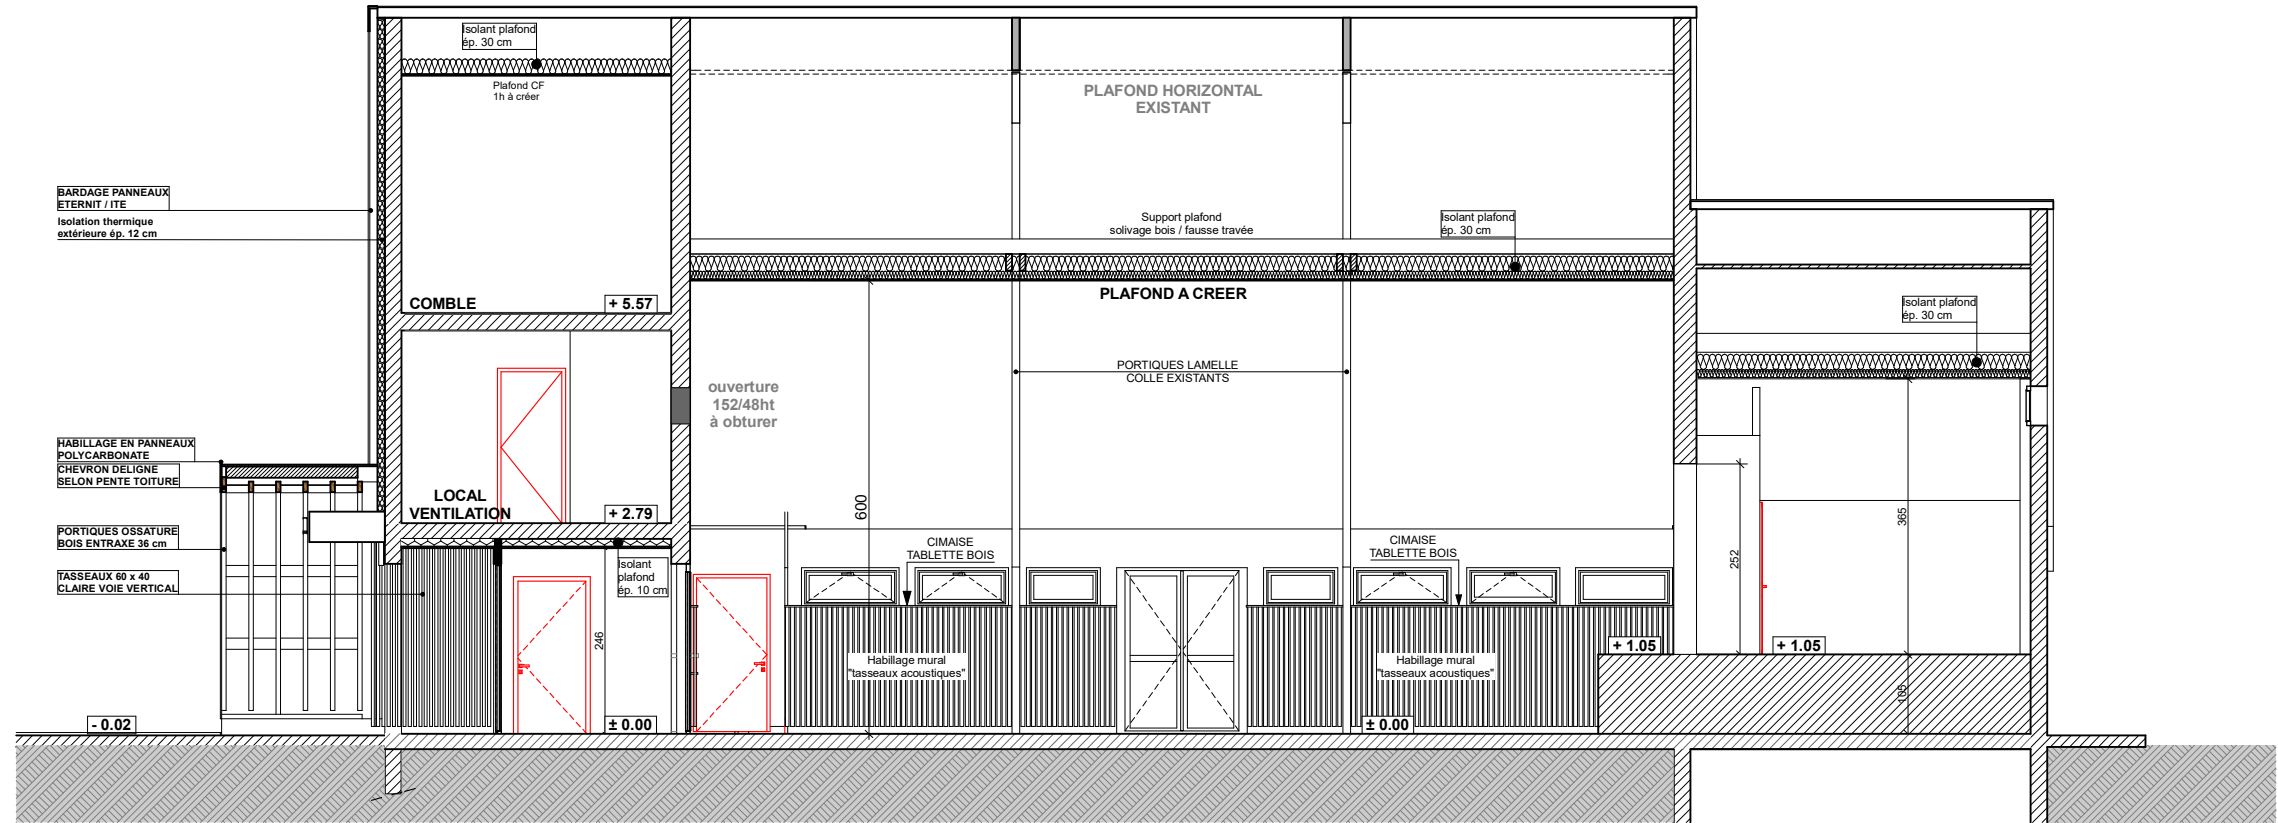 Isolant plafond
ép. 30 cm
Plafond CF
1h à créer
PLAFOND HORIZONTAL
EXISTANT
BARDAGE PANNEAUX
ETERNIT / ITE
Isolation thermique
extérieure ép. 12 cm
Support plafond
solivage bois / fausse travée
Isolant plafond
ép. 30 cm
COMBLE
+ 5.57
PLAFOND A CREER
Isolant plafond
ép. 30 cm
PORTIQUES LAMELLE
COLLE EXISTANTS
ouverture
152/48ht
à obturer
HABILLAGE EN PANNEAUX
POLYCARBONATE
CHEVRON DELIGNE
SELON PENTE TOITURE
LOCAL
VENTILATION
+ 2.79
600
365
PORTIQUES OSSATURE
BOIS ENTRAXE 36 cm
CIMAISE
TABLETTE BOIS
CIMAISE
TABLETTE BOIS
252
TASSEAUX 60 x 40
CLAIRE VOIE VERTICAL
Isolant
plafond
ép. 10 cm
246
+ 1.05
+ 1.05
Habillage mural
"tasseaux acoustiques"
Habillage mural
"tasseaux acoustiques"
105
- 0.02
± 0.00
± 0.00